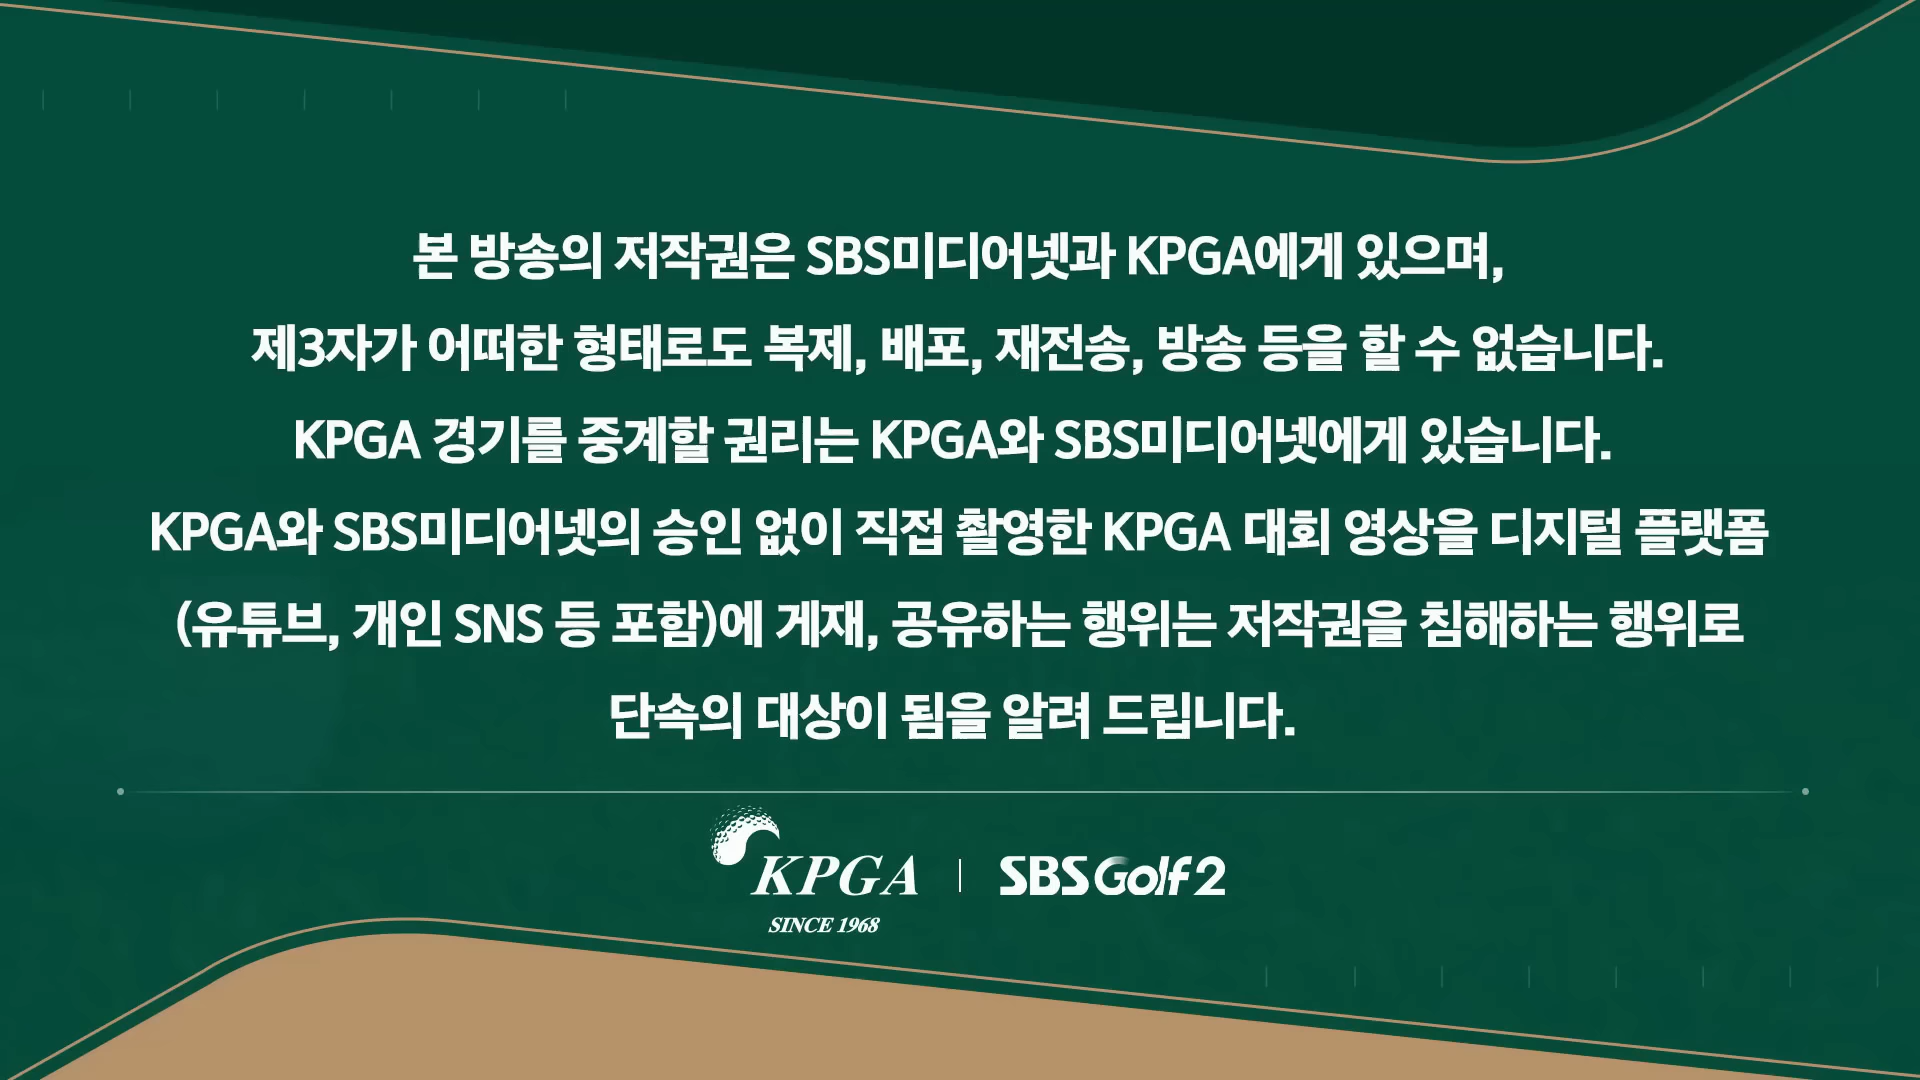 본 방송의 저작권은 SBS미디어넷과 KPGA에게 있으며,
제3자가 어떠한 형태로도 복제, 배포, 재전송, 방송 등을 할 수 없습니다.
KPGA 경기를 중계할 권리는 KPGA와 SBS미디어넷에게 있습니다.
KPGA와 SBS미디어넷의 승인 없이 직접 촬영한 KPGA 대회 영상을 디지털 플랫폼
(유튜브, 개인 SNS 등 포함)에 게재, 공유하는 행위는 저작권을 침해하는 행위로
단속의 대상이 됨을 알려 드립니다.
KPGA
SINCE 1968
SBS Golf 2